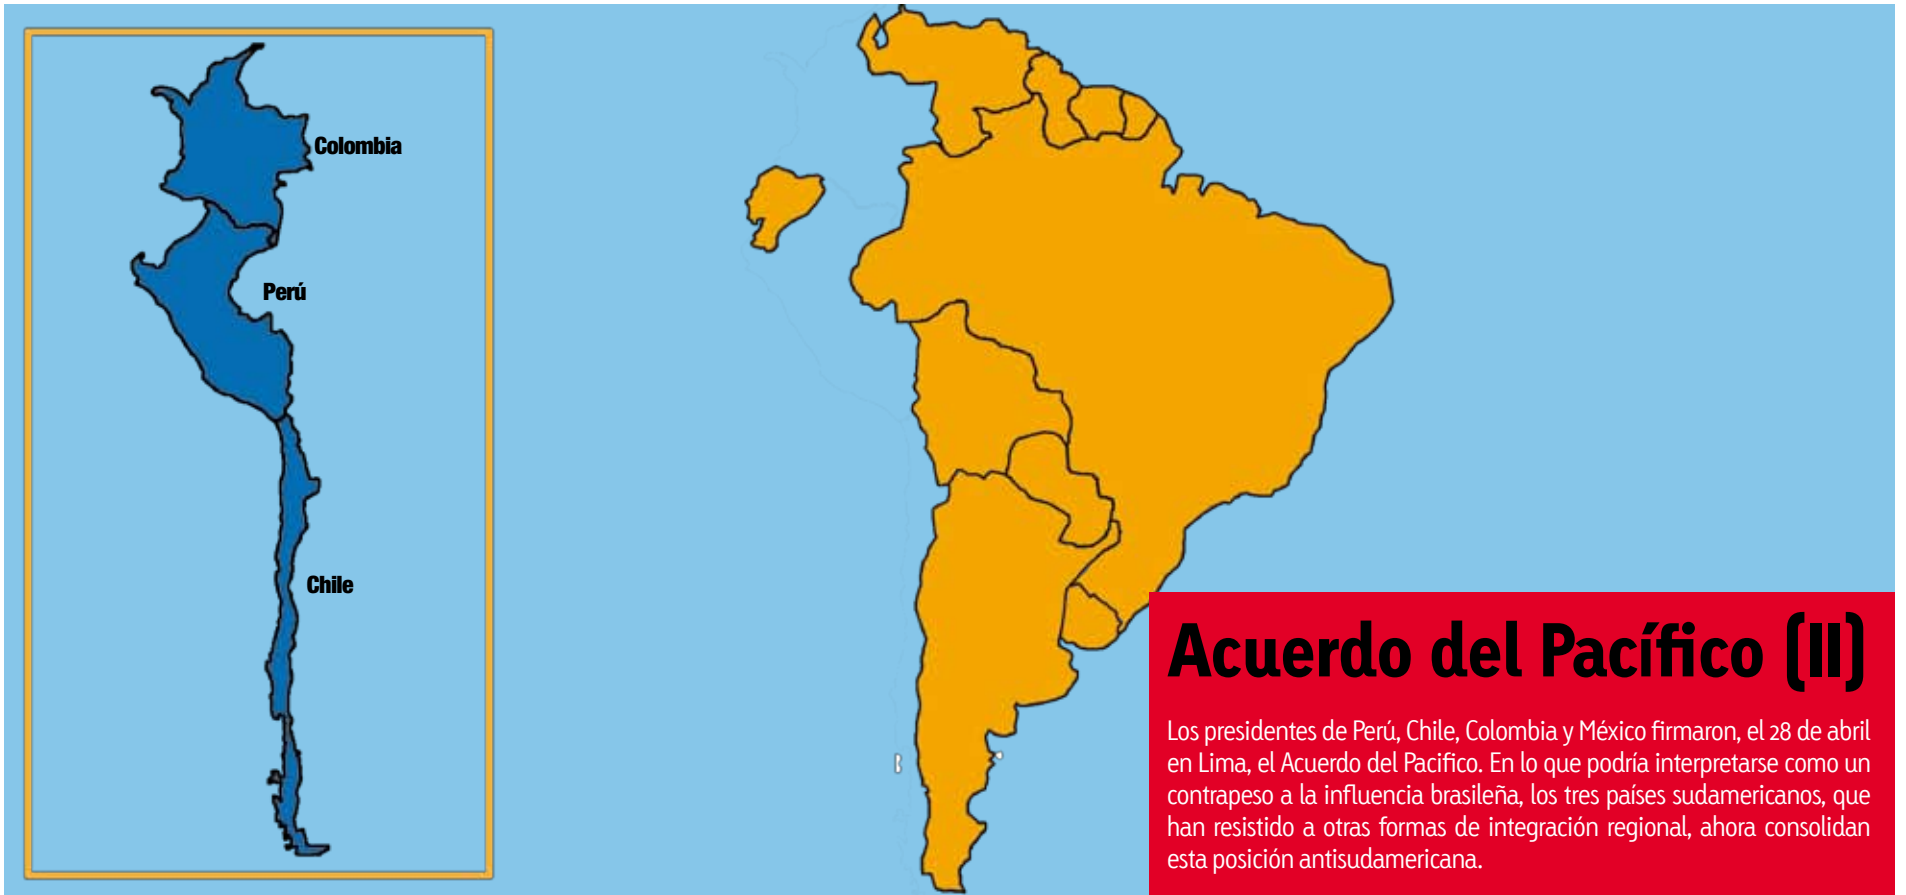 Colombia
Perú
Chile
Acuerdo del Pacífico (II)
Los presidentes de Perú, Chile, Colombia y México firmaron, el 28 de abril
en Lima, el Acuerdo del Pacifico. En lo que podría interpretarse como un
contrapeso a la influencia brasileña, los tres países sudamericanos, que
han resistido a otras formas de integración regional, ahora consolidan
esta posición antisudamericana.